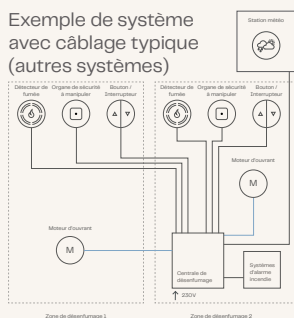 Exemple de système
avec câblage typique
(autres systèmes)
Station météo
Détecteur de
fumée
Organe de sécurité
à manipuler
Bouton /
Interrupteur
Détecteur de
fumée
Organe de sécurité
à manipuler
Bouton /
Interrupteur
Moteur d'ouvrant
M
Moteur d'ouvrant
M
Centrale de
désenfumage
Systèmes
d'alarme
incendie
230V
Zone de désenfumage 1
Zone de désenfumage 2